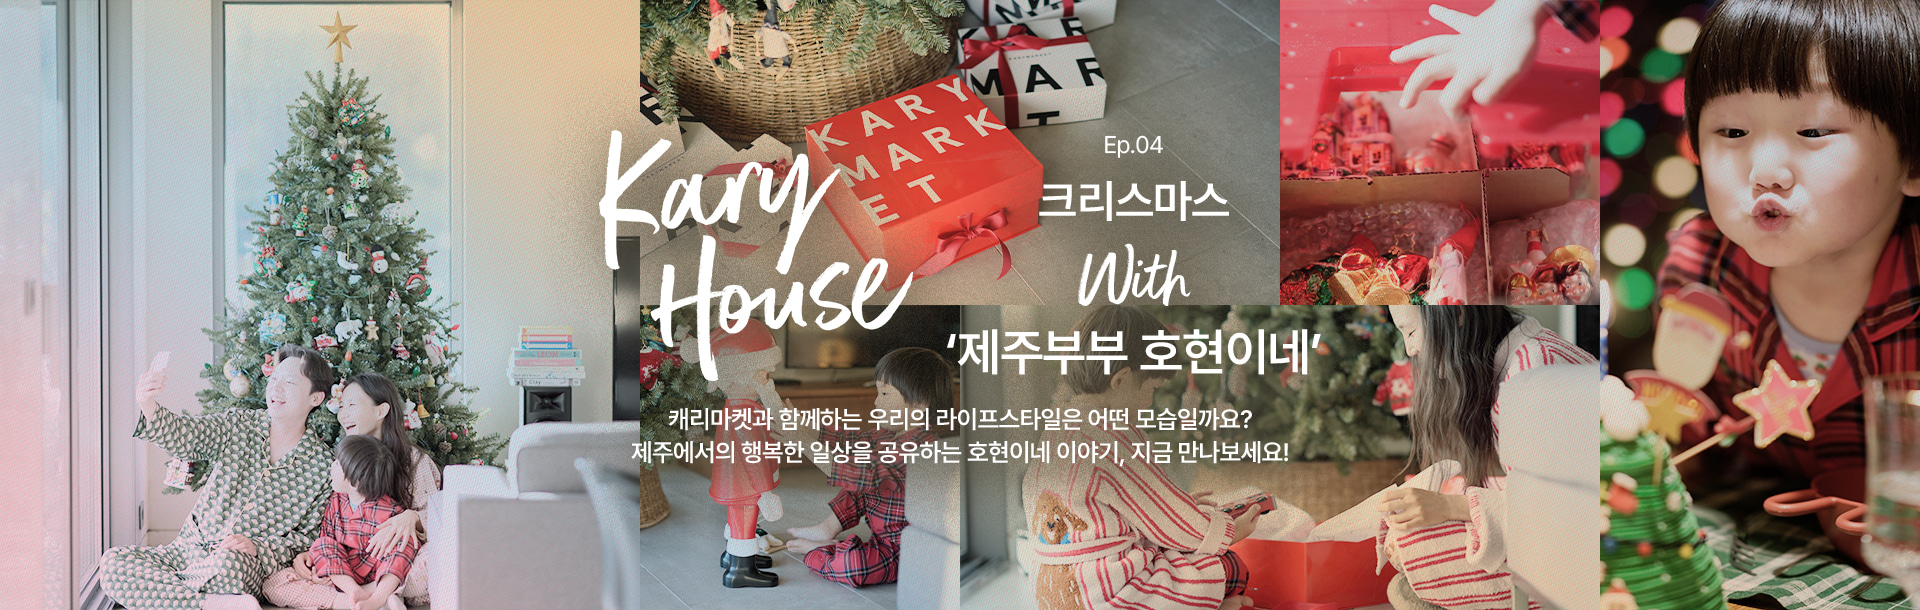 Kary
House
KARY
MARK
ET
MAR
KET
Ep.04
크리스마스
With
‘제주부부 호현이네’
캐리마켓과 함께하는 우리의 라이프스타일은 어떤 모습일까요?
제주에서의 행복한 일상을 공유하는 호현이네 이야기, 지금 만나보세요!